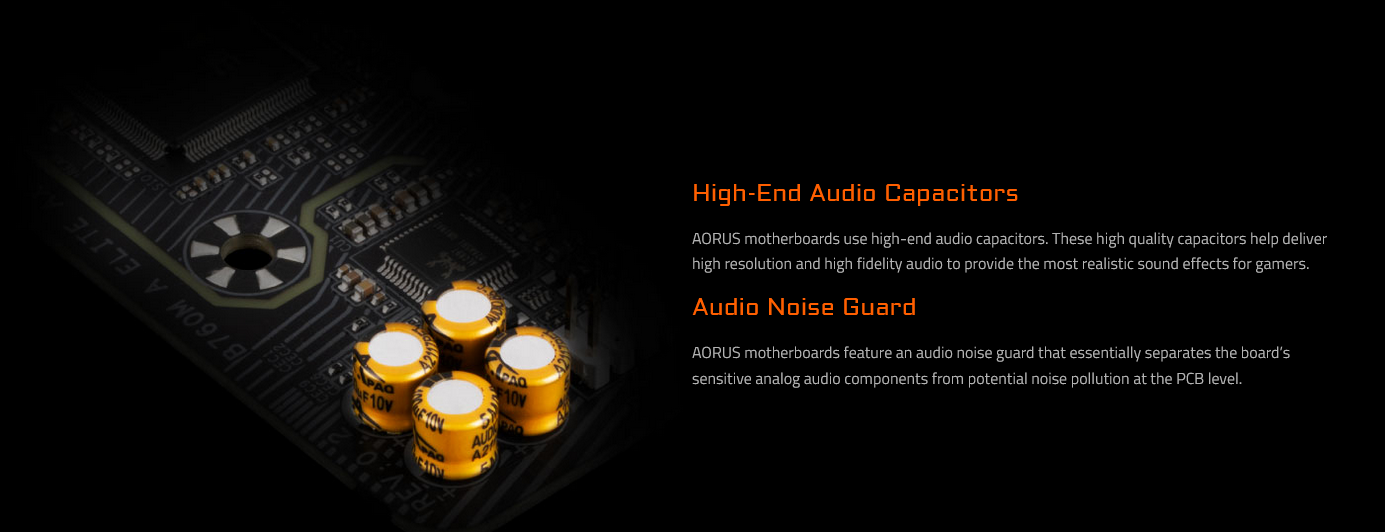 High-End Audio Capacitors
AORUS motherboards use high-end audio capacitors. These high quality capacitors help deliver
high resolution and high fidelity audio to provide the most realistic sound effects for gamers.
Audio Noise Guard
AORUS motherboards feature an audio noise guard that essentially separates the board's
sensitive analog audio components from potential noise pollution at the PCB level.
B760M A ELITE
REV
10V